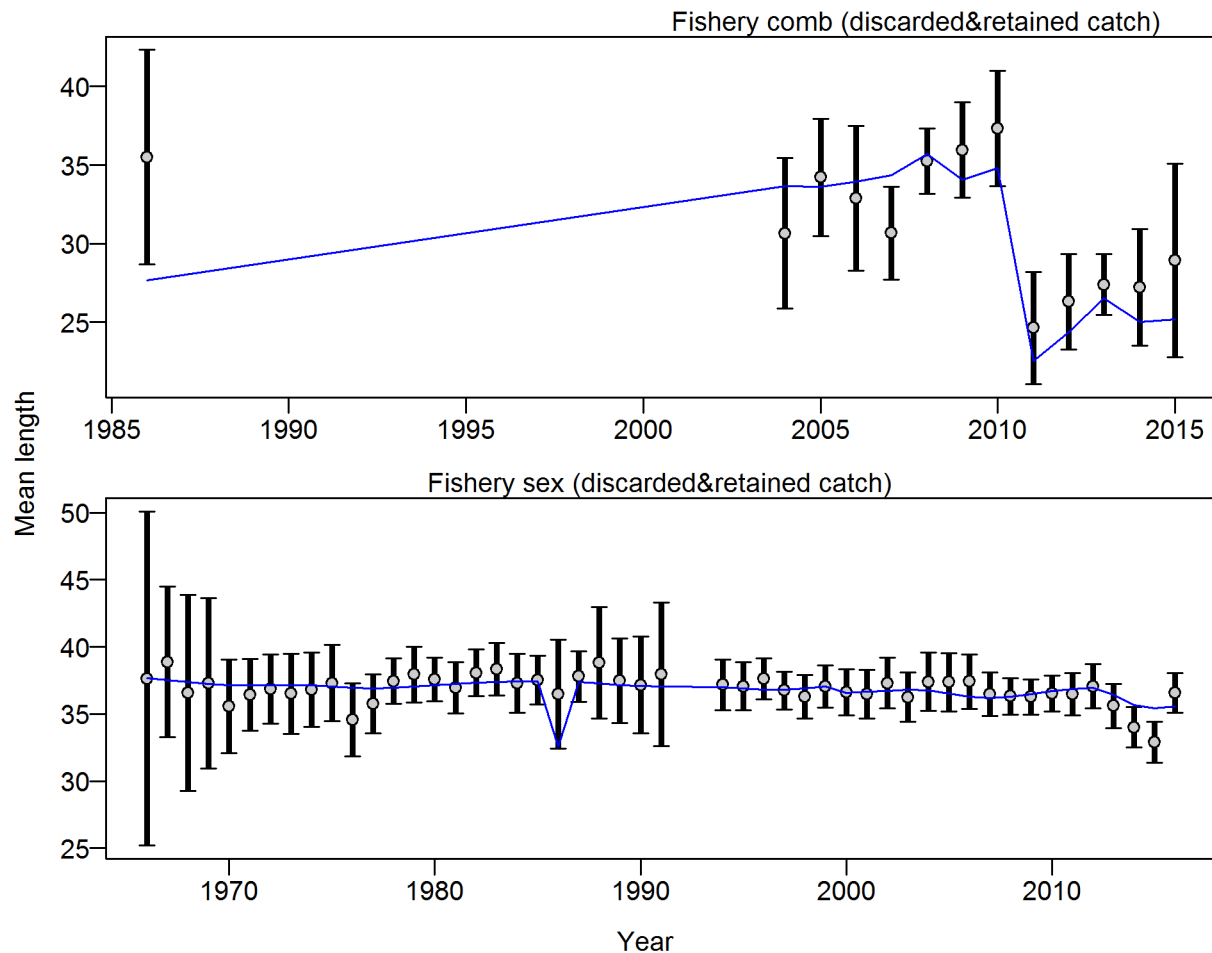 Fishery comb (discarded&retained catch)
40
35
30
25
1985 1990 1995 2000 2005 2010 2015
Mean length
Fishery sex (discarded&retained catch)
50
45
40
35
30
25
1970 1980 1990 2000 2010
Year